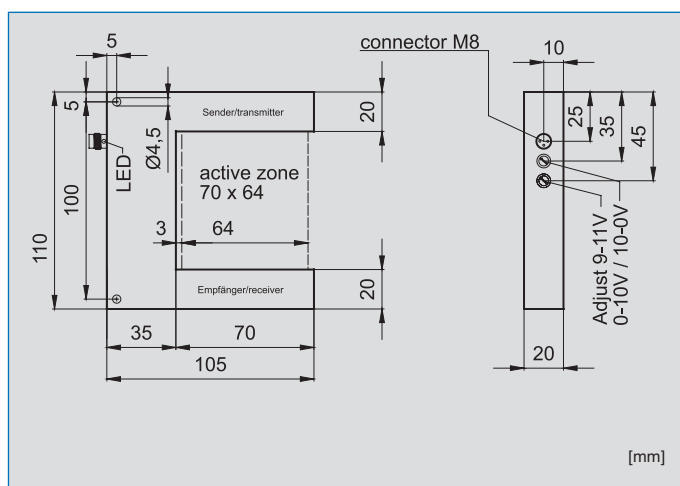 5
connector M8
10
5
Sender/transmitter
20
Ø4,5
25
35
45
LED
active zone
70 x 64
100
110
3
64
Empfänger/receiver
20
Adjust 9-11V
0-10V / 10-0V
35
70
105
20
[mm]